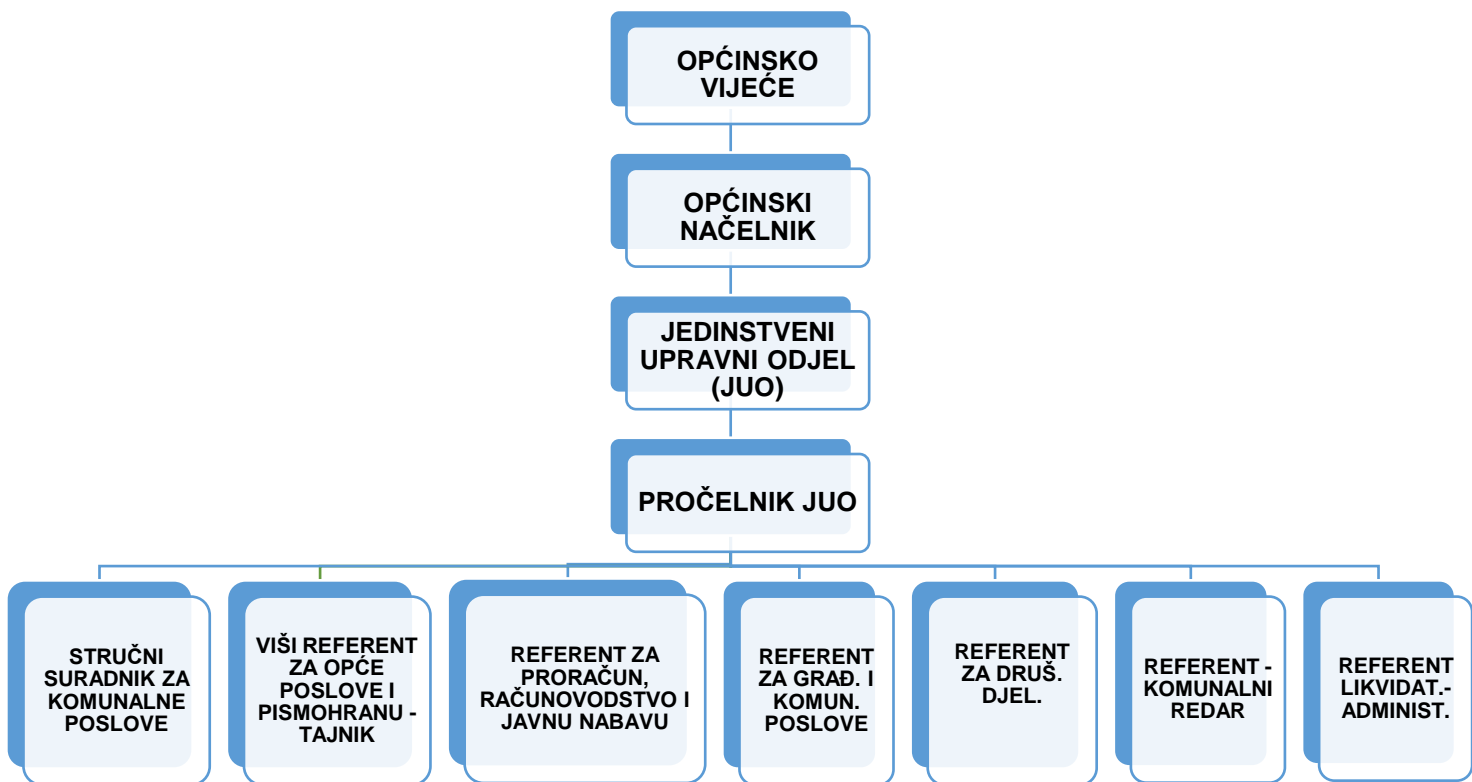 OPĆINSKO
VIJEĆE
OPĆINSKI
NAČELNIK
JEDINSTVENI
UPRAVNI ODJEL
(JUO)
PROČELNIK JUO
STRUČNI
SURADNIK ZA
KOMUNALNE
POSLOVE
VIŠI REFERENT
ZA OPĆE
POSLOVE I
PISMOHRANU -
TAJNIK
REFERENT ZA
PRORAČUN,
RAČUNOVODSTVO I
JAVNU NABAVU
REFERENT
ZA GRAĐ. I
KOMUN.
POSLOVE
REFERENT
ZA DRUŠ.
DJEL.
REFERENT -
KOMUNALNI
REDAR
REFERENT
LIKVIDAT.-
ADMINIST.